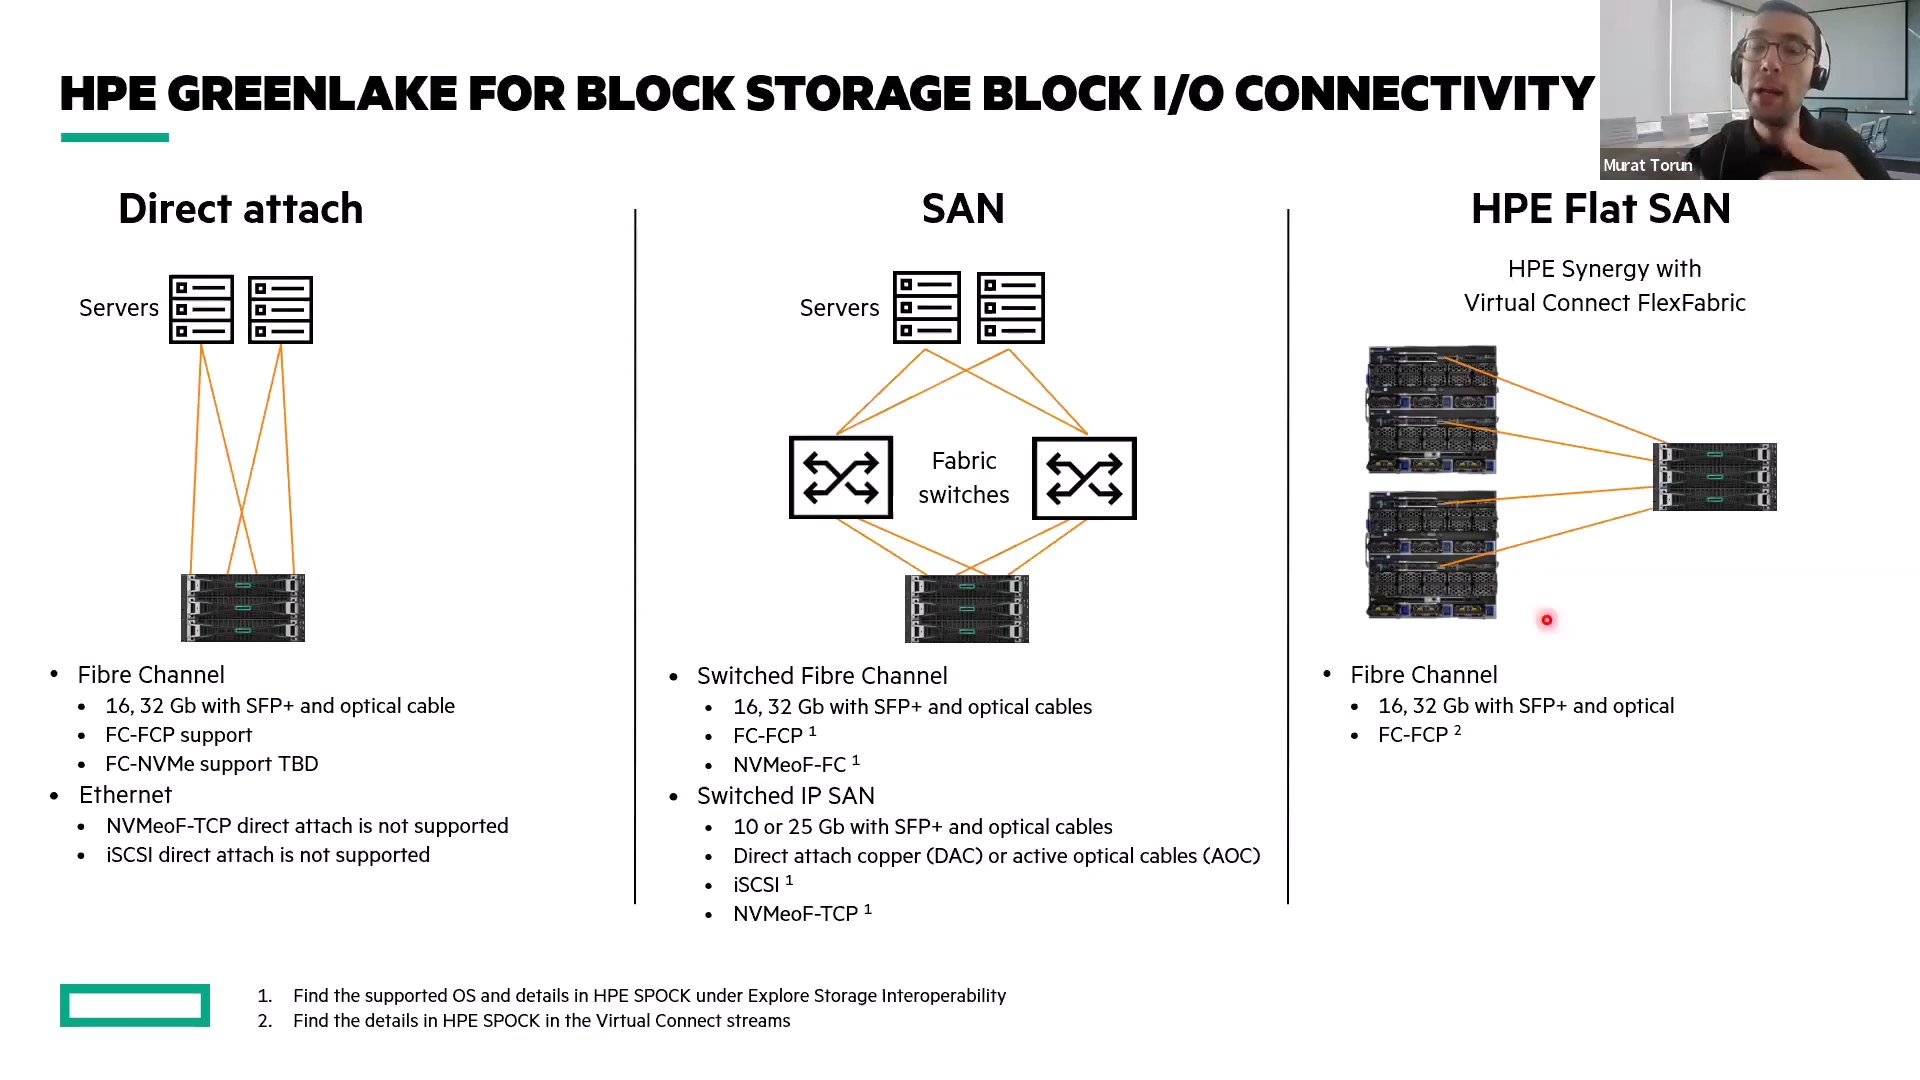 HPE GREENLAKE FOR BLOCK STORAGE BLOCK I/O CONNECTIVITY
Murat Torun
Direct attach
Servers
• Fibre Channel
• 16, 32 Gb with SFP+ and optical cable
• FC-FCP support
• FC-NVMe support TBD
• Ethernet
• NVMeoF-TCP direct attach is not supported
• iSCSI direct attach is not supported
SAN
Servers
Fabric
switches
• Switched Fibre Channel
• 16, 32 Gb with SFP+ and optical cables
• FC-FCP ¹
• NVMeoF-FC ¹
• Switched IP SAN
• 10 or 25 Gb with SFP+ and optical cables
• Direct attach copper (DAC) or active optical cables (AOC)
• iSCSI ¹
• NVMeoF-TCP ¹
HPE Flat SAN
HPE Synergy with
Virtual Connect FlexFabric
• Fibre Channel
• 16, 32 Gb with SFP+ and optical
• FC-FCP ²
1. Find the supported OS and details in HPE SPOCK under Explore Storage Interoperability
2. Find the details in HPE SPOCK in the Virtual Connect streams